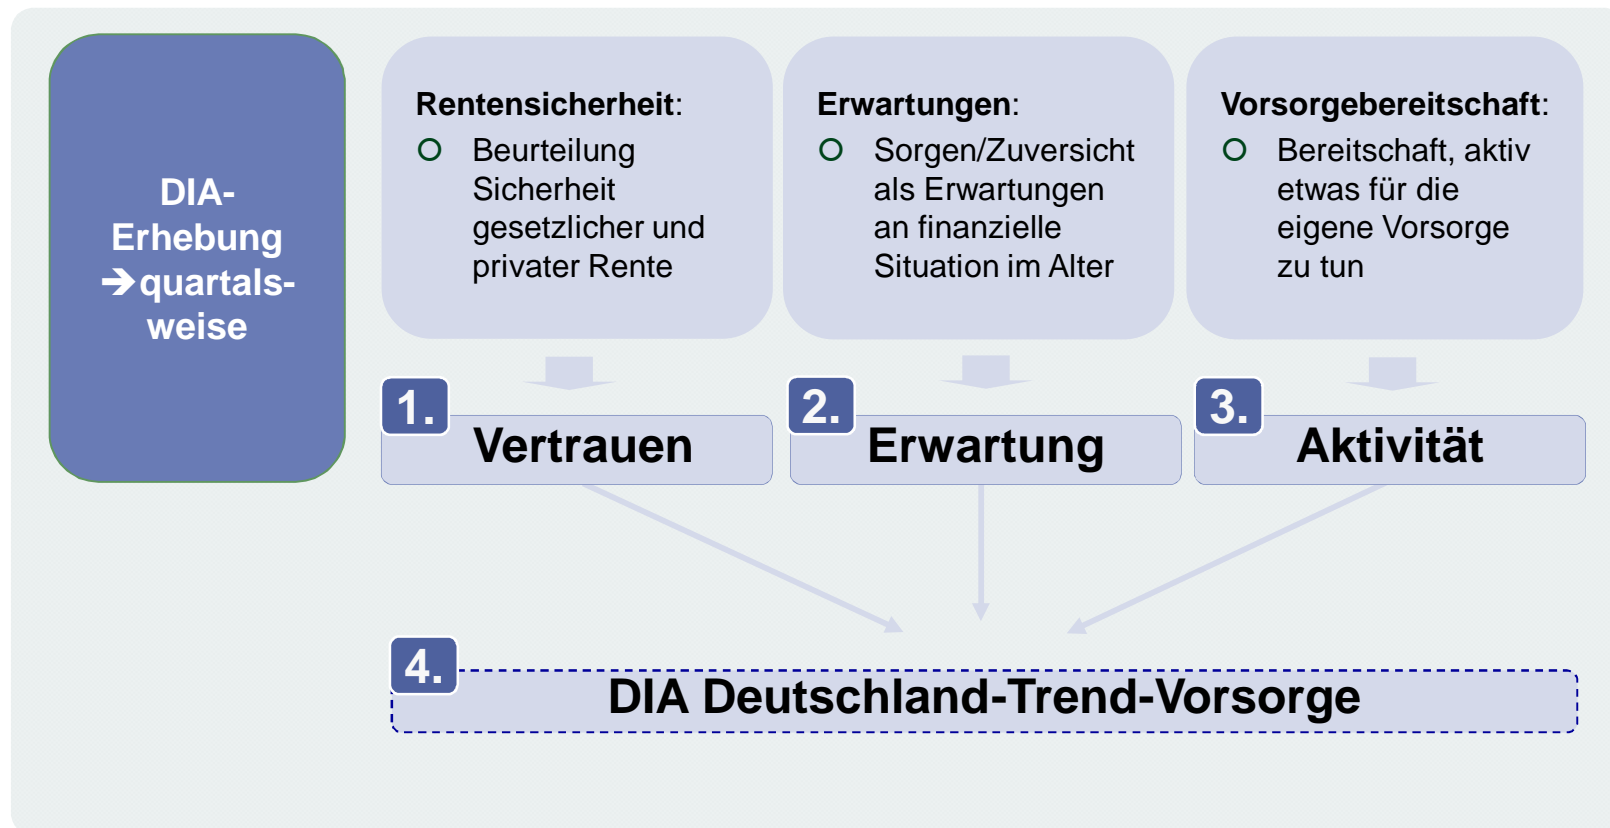 DIA-
Erhebung
➔quartals-
weise
Rentensicherheit:
Beurteilung
Sicherheit
gesetzlicher und
privater Rente
Erwartungen:
Sorgen/Zuversicht
als Erwartungen
an finanzielle
Situation im Alter
Vorsorgebereitschaft:
Bereitschaft, aktiv
etwas für die
eigene Vorsorge
zu tun
1.
Vertrauen
2.
Erwartung
3.
Aktivität
4.
DIA Deutschland-Trend-Vorsorge